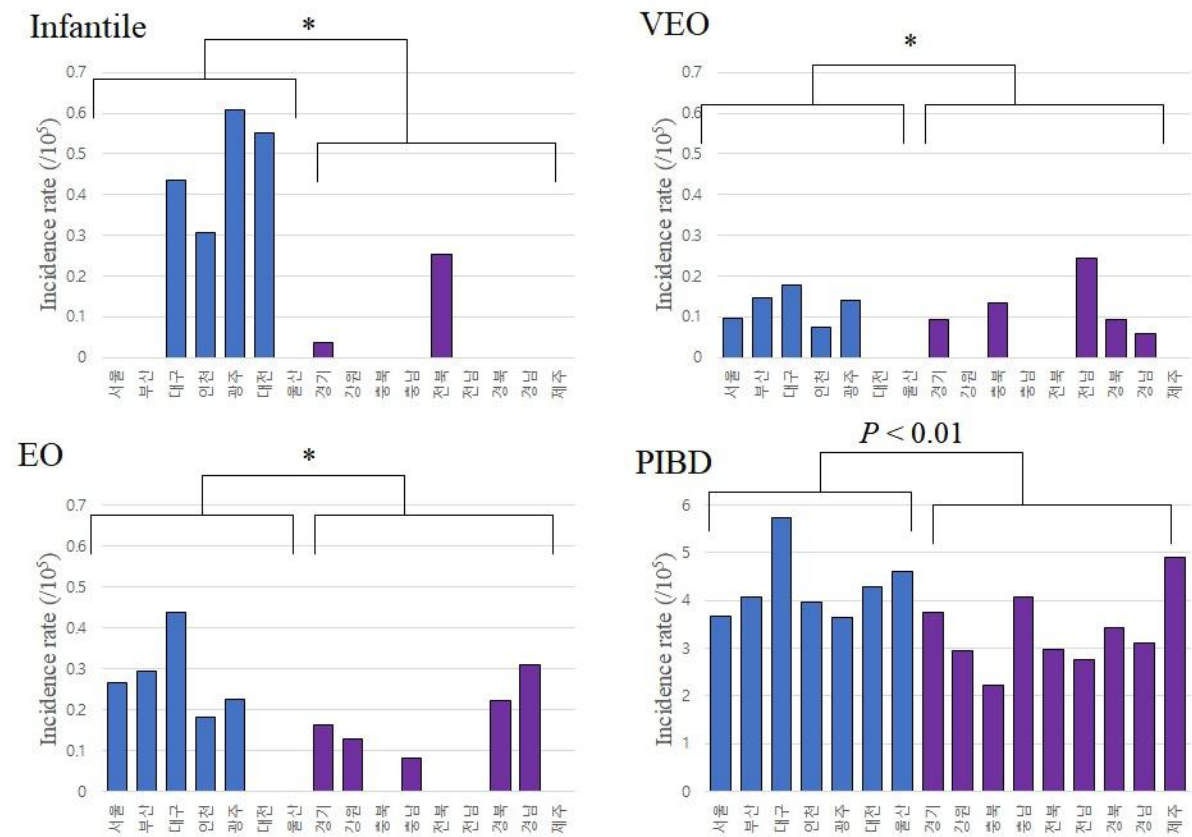 Infantile
*
Incidence rate (/10⁵)
0.7
0.6
0.5
0.4
0.3
0.2
0.1
0
서울 부산 대구 인천 광주 대전 울산 경기 강원 충북 충남 전북 전남 경북 경남 제주
VEO
*
Incidence rate (/10⁵)
0.7
0.6
0.5
0.4
0.3
0.2
0.1
0
서울 부산 대구 인천 광주 대전 울산 경기 강원 충북 충남 전북 전남 경북 경남 제주
EO
*
Incidence rate (/10⁵)
0.7
0.6
0.5
0.4
0.3
0.2
0.1
0
서울 부산 대구 인천 광주 대전 울산 경기 강원 충북 충남 전북 전남 경북 경남 제주
PIBD
P < 0.01
Incidence rate (/10⁵)
6
5
4
3
2
1
0
서울 부산 대구 인천 광주 대전 울산 경기 강원 충북 충남 전북 전남 경북 경남 제주